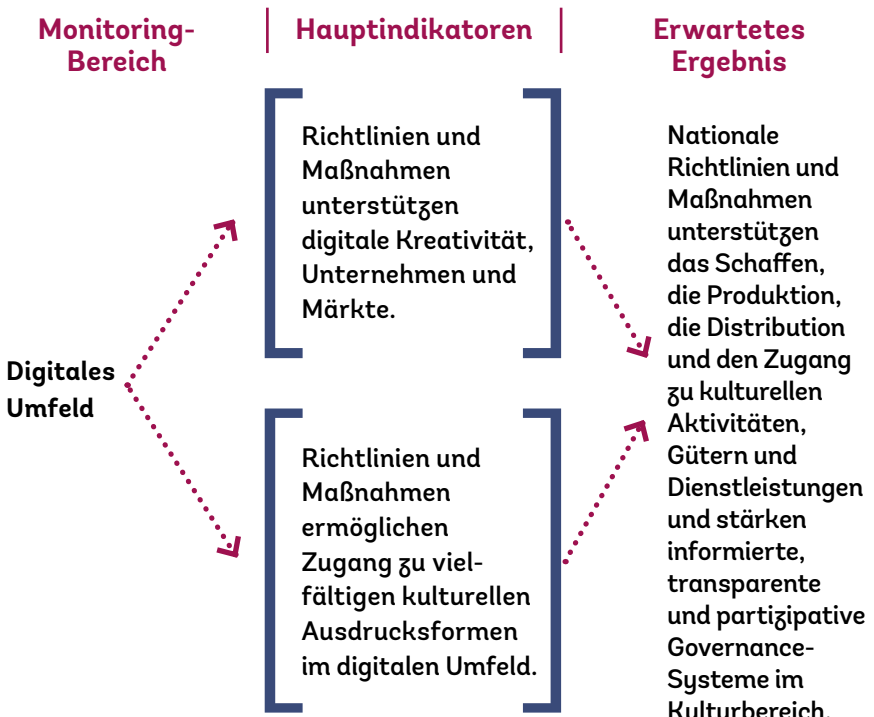 Monitoring-
Bereich
Hauptindikatoren
Erwartetes
Ergebnis
Digitales
Umfeld
Richtlinien und
Maßnahmen
unterstützen
digitale Kreativität,
Unternehmen und
Märkte.
Richtlinien und
Maßnahmen
ermöglichen
Zugang zu viel-
fältigen kulturellen
Ausdrucksformen
im digitalen Umfeld.
Nationale
Richtlinien und
Maßnahmen
unterstützen
das Schaffen,
die Produktion,
die Distribution
und den Zugang
zu kulturellen
Aktivitäten,
Gütern und
Dienstleistungen
und stärken
informierte,
transparente
und partizipative
Governance-
Systeme im
Kulturbereich.